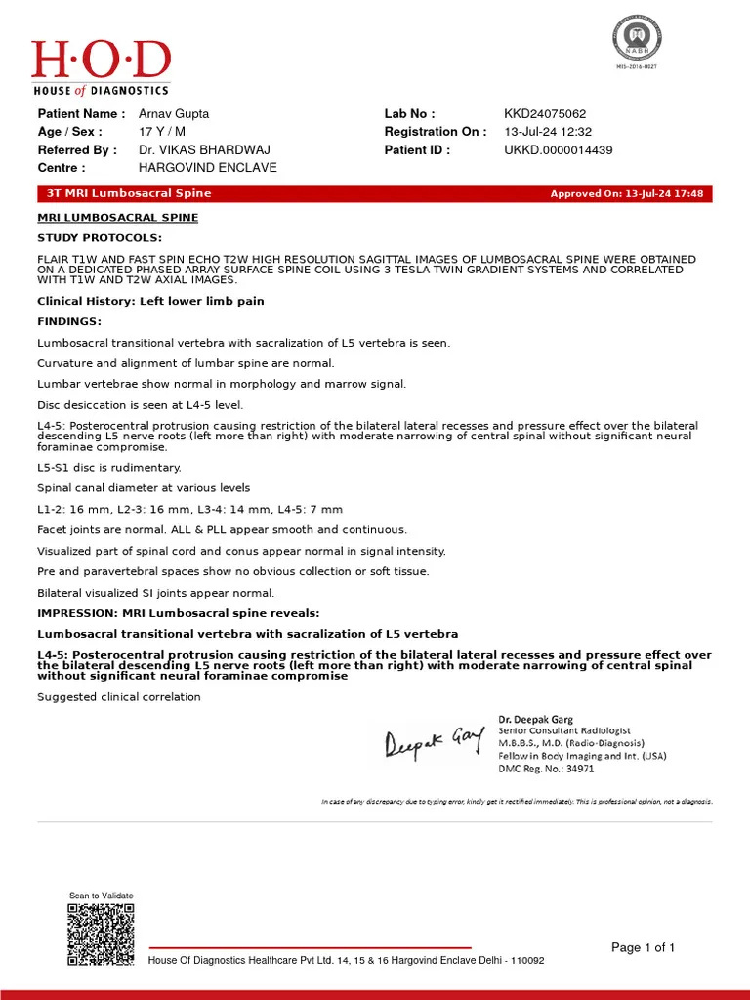 H·O·D
HOUSE of DIAGNOSTICS
NABH
MIS-2016-0027
Patient Name : Arnav Gupta Lab No : KKD24075062
Age / Sex : 17 Y / M Registration On : 13-Jul-24 12:32
Referred By : Dr. VIKAS BHARDWAJ Patient ID : UKKD.0000014439
Centre : HARGOVIND ENCLAVE
3T MRI Lumbosacral Spine Approved On: 13-Jul-24 17:48
MRI LUMBOSACRAL SPINE
STUDY PROTOCOLS:
FLAIR T1W AND FAST SPIN ECHO T2W HIGH RESOLUTION SAGITTAL IMAGES OF LUMBOSACRAL SPINE WERE OBTAINED
ON A DEDICATED PHASED ARRAY SURFACE SPINE COIL USING 3 TESLA TWIN GRADIENT SYSTEMS AND CORRELATED
WITH T1W AND T2W AXIAL IMAGES.
Clinical History: Left lower limb pain
FINDINGS:
Lumbosacral transitional vertebra with sacralization of L5 vertebra is seen.
Curvature and alignment of lumbar spine are normal.
Lumbar vertebrae show normal in morphology and marrow signal.
Disc desiccation is seen at L4-5 level.
L4-5: Posterocentral protrusion causing restriction of the bilateral lateral recesses and pressure effect over the bilateral
descending L5 nerve roots (left more than right) with moderate narrowing of central spinal without significant neural
foraminae compromise.
L5-S1 disc is rudimentary.
Spinal canal diameter at various levels
L1-2: 16 mm, L2-3: 16 mm, L3-4: 14 mm, L4-5: 7 mm
Facet joints are normal. ALL & PLL appear smooth and continuous.
Visualized part of spinal cord and conus appear normal in signal intensity.
Pre and paravertebral spaces show no obvious collection or soft tissue.
Bilateral visualized SI joints appear normal.
IMPRESSION: MRI Lumbosacral spine reveals:
Lumbosacral transitional vertebra with sacralization of L5 vertebra
L4-5: Posterocentral protrusion causing restriction of the bilateral lateral recesses and pressure effect over
the bilateral descending L5 nerve roots (left more than right) with moderate narrowing of central spinal
without significant neural foraminae compromise
Suggested clinical correlation
Deepak Garg
Dr. Deepak Garg
Senior Consultant Radiologist
M.B.B.S., M.D. (Radio-Diagnosis)
Fellow in Body Imaging and Int. (USA)
DMC Reg. No.: 34971
In case of any discrepancy due to typing error, kindly get it rectified immediately. This is professional opinion, not a diagnosis.
Scan to Validate
Page 1 of 1
House Of Diagnostics Healthcare Pvt Ltd. 14, 15 & 16 Hargovind Enclave Delhi - 110092